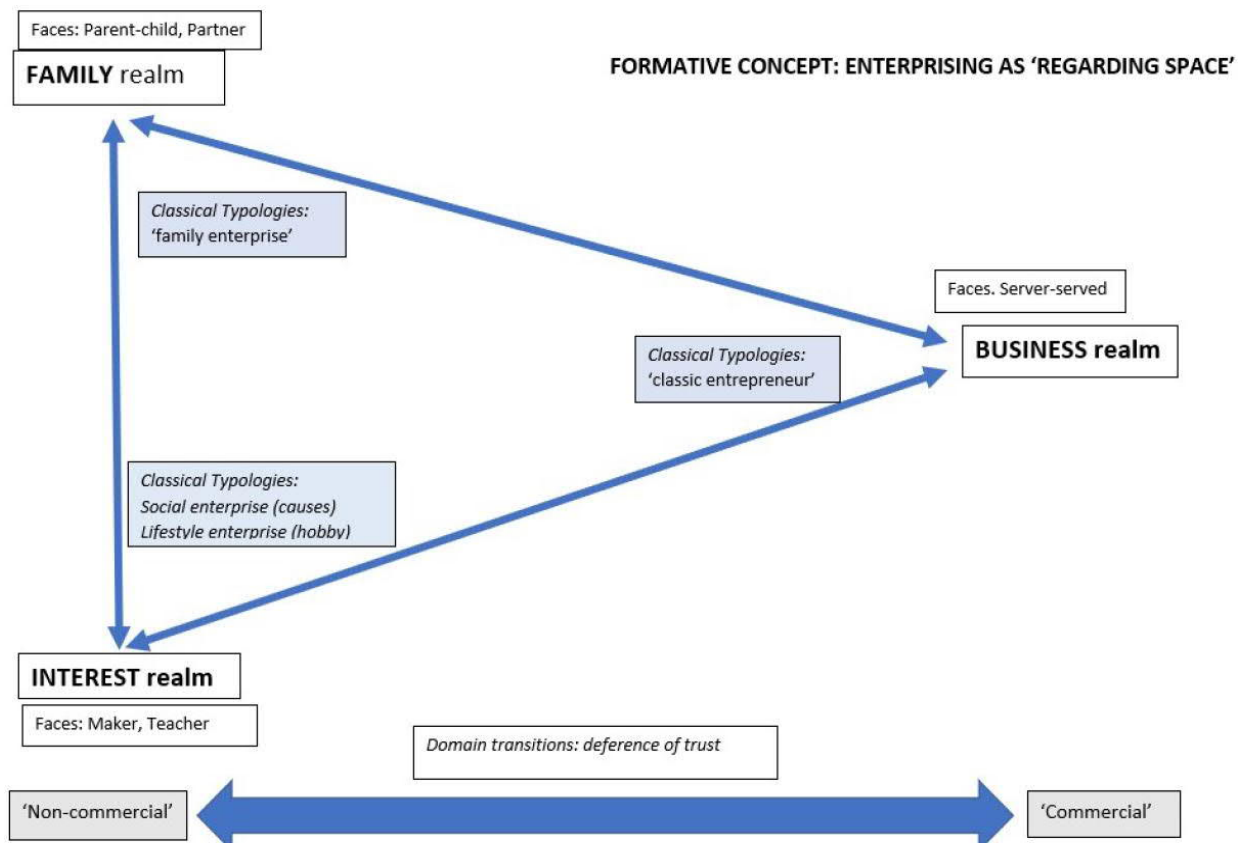 Faces: Parent-child, Partner
FAMILY realm
FORMATIVE CONCEPT: ENTERPRISING AS ‘REGARDING SPACE’
Classical Typologies:
‘family enterprise’
Faces. Server-served
BUSINESS realm
Classical Typologies:
‘classic entrepreneur’
Classical Typologies:
Social enterprise (causes)
Lifestyle enterprise (hobby)
INTEREST realm
Faces: Maker, Teacher
Domain transitions: deference of trust
‘Non-commercial’
‘Commercial’